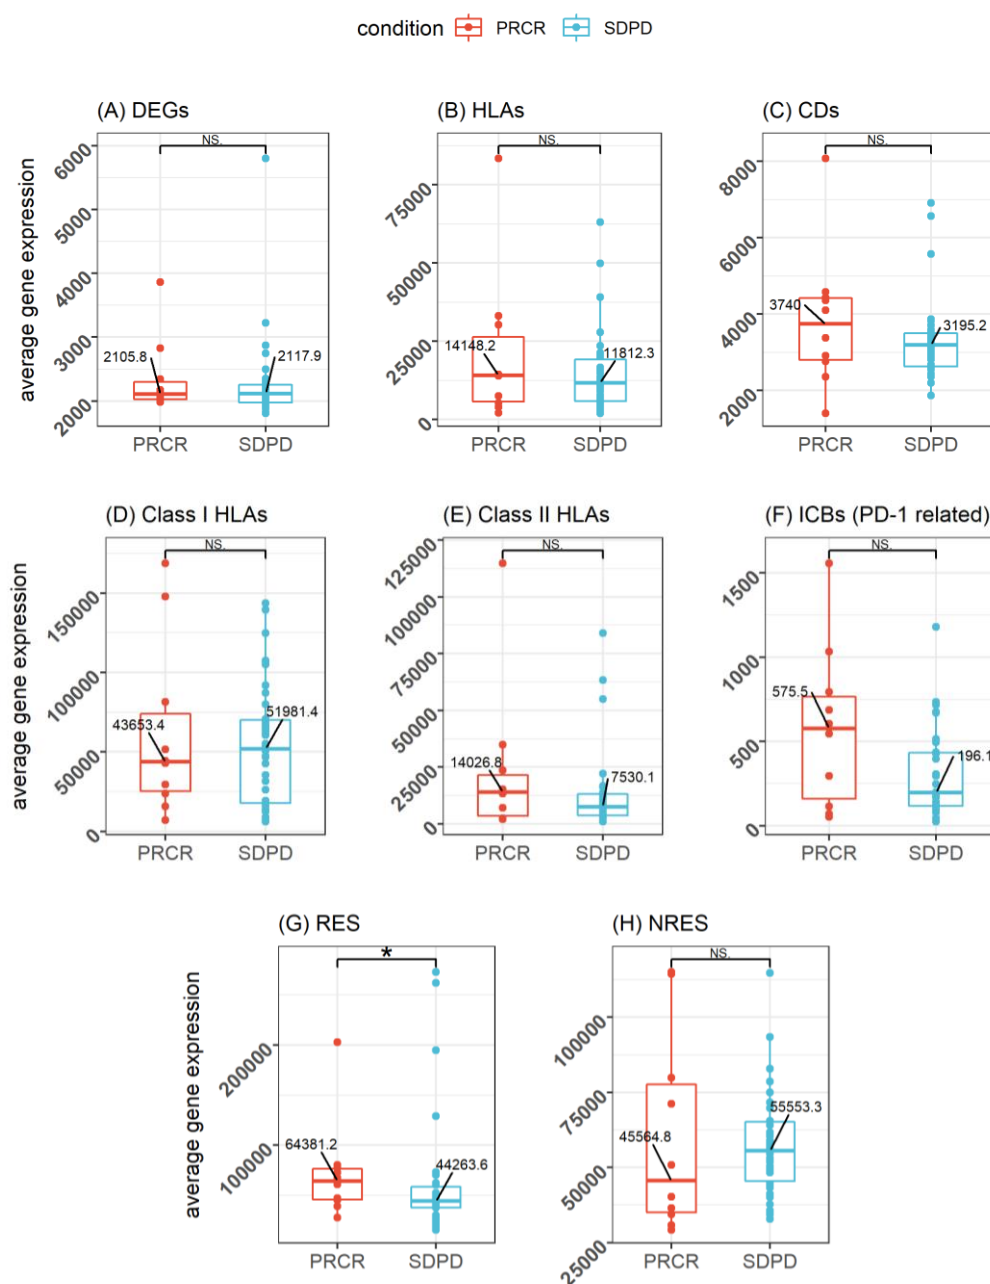 condition PRCR SDPD
(A) DEGs
(B) HLAs
(C) CDs
average gene expression
6000
5000
4000
3000
2000
NS.
2105.8
2117.9
PRCR SDPD
75000
50000
25000
0
NS.
14148.2
11812.3
PRCR SDPD
8000
6000
4000
2000
NS.
3740
3195.2
PRCR SDPD
(D) Class I HLAs
(E) Class II HLAs
(F) ICBs (PD-1 related)
average gene expression
150000
100000
50000
0
NS.
43653.4
51981.4
PRCR SDPD
125000
100000
75000
50000
25000
0
NS.
14026.8
7530.1
PRCR SDPD
1500
1000
500
0
NS.
575.5
196.1
PRCR SDPD
(G) RES
(H) NRES
average gene expression
200000
100000
*
64381.2
44263.6
PRCR SDPD
100000
75000
50000
25000
NS.
45564.8
55553.3
PRCR SDPD